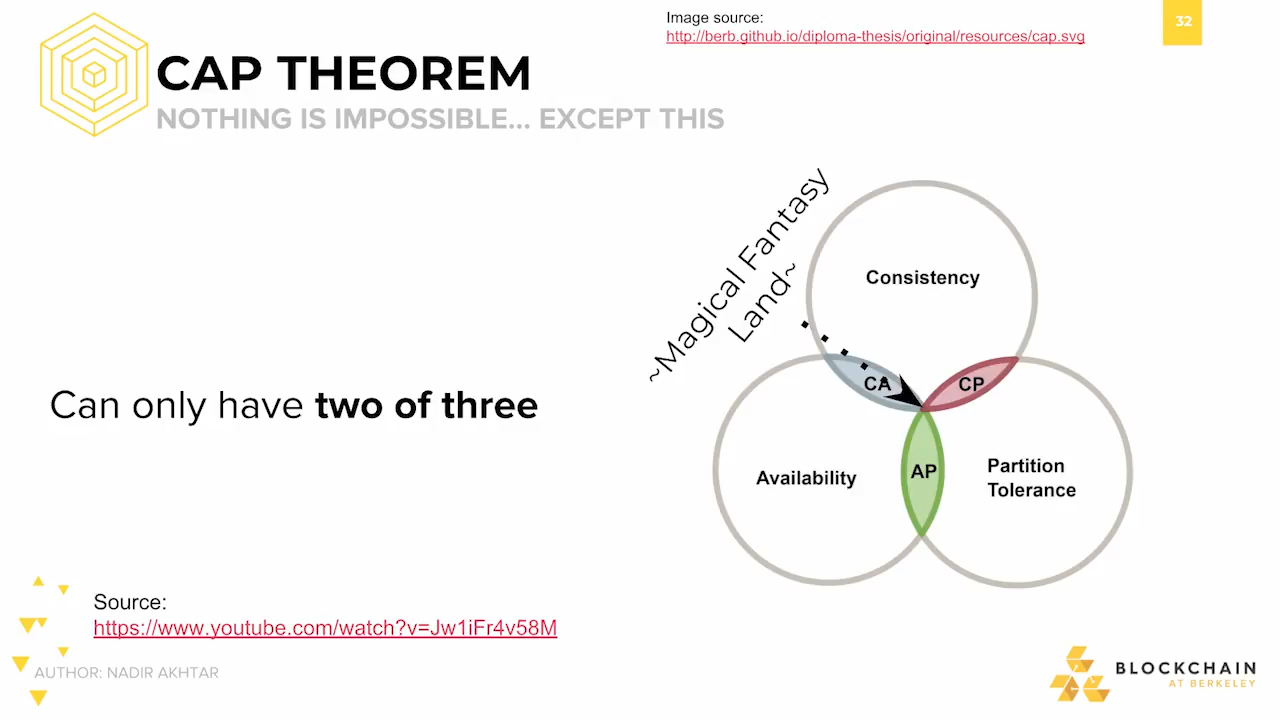 Image source:
http://berb.github.io/diploma-thesis/original/resources/cap.svg
32
CAP THEOREM
NOTHING IS IMPOSSIBLE... EXCEPT THIS
~Magical Fantasy
Land~
Consistency
CA
CP
Can only have two of three
AP
Availability
Partition
Tolerance
Source:
https://www.youtube.com/watch?v=Jw1iFr4v58M
AUTHOR: NADIR AKHTAR
BLOCKCHAIN
AT BERKELEY